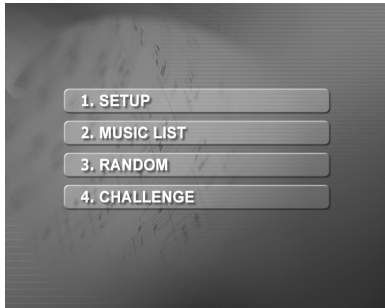 1. SETUP
2. MUSIC LIST
3. RANDOM
4. CHALLENGE